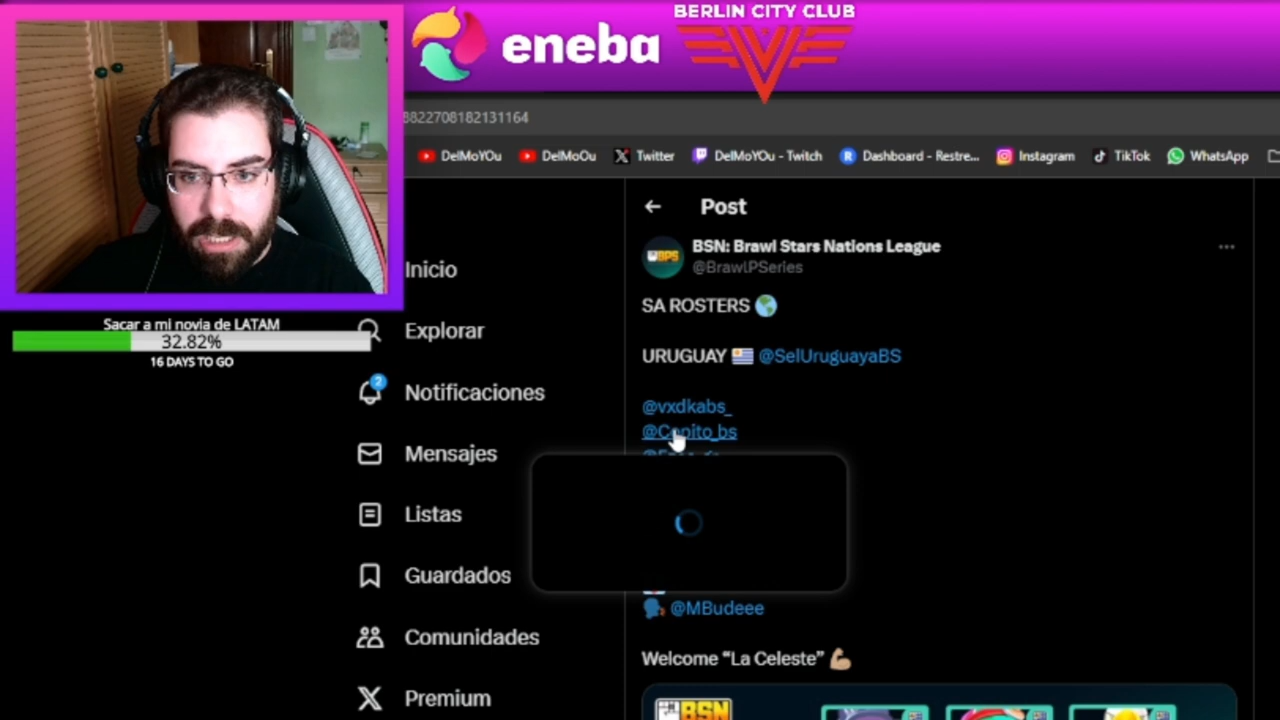 BERLIN CITY CLUB
eneba
8822708182131164
DelMoYOu
DelMoOu
Twitter
DelMoYOu - Twitch
Dashboard - Restre...
Instagram
TikTok
WhatsApp
Post
BSN: Brawl Stars Nations League
@BrawlPSeries
SA ROSTERS
URUGUAY @SelUruguayaBS
@vxdkabs_
@Copito_bs
@MBudeee
Welcome “La Celeste”
BSN
Inicio
Explorar
2
Notificaciones
Mensajes
Listas
Guardados
Comunidades
Premium
Sacar a mi novia de LATAM
32.82%
16 DAYS TO GO